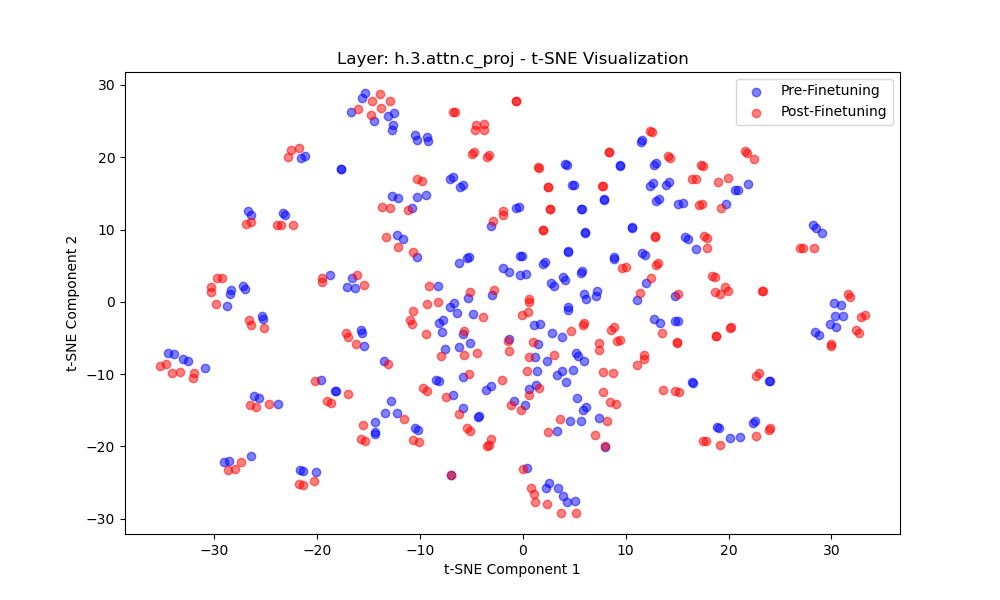 Layer: h.3.attn.c_proj - t-SNE Visualization
Pre-Finetuning
Post-Finetuning
30
20
10
0
−10
−20
−30
t-SNE Component 2
−30
−20
−10
0
10
20
30
t-SNE Component 1